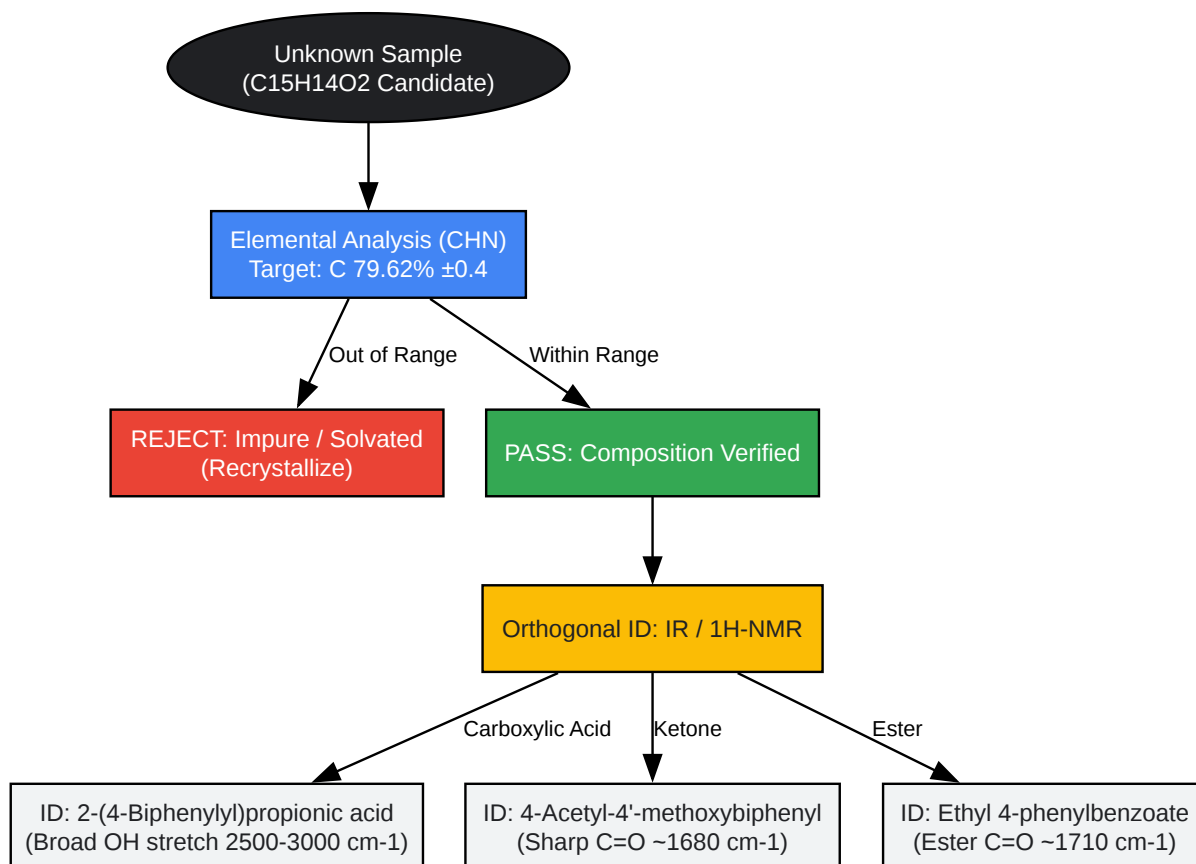 Unknown Sample
(C15H14O2 Candidate)
Elemental Analysis (CHN)
Target: C 79.62% ±0.4
Out of Range
Within Range
REJECT: Impure / Solvated
(Recrystallize)
PASS: Composition Verified
Orthogonal ID: IR / 1H-NMR
Carboxylic Acid
Ketone
Ester
ID: 2-(4-Biphenylyl)propionic acid
(Broad OH stretch 2500-3000 cm-1)
ID: 4-Acetyl-4'-methoxybiphenyl
(Sharp C=O ~1680 cm-1)
ID: Ethyl 4-phenylbenzoate
(Ester C=O ~1710 cm-1)